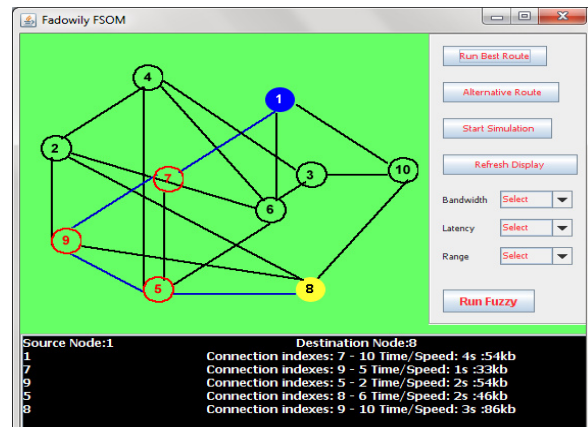 Fadowily FSOM
4
1
2
7
3
10
6
9
5
8
Run Best Route
Alternative Route
Start Simulation
Refresh Display
Bandwidth Select
Latency Select
Range Select
Run Fuzzy
Source Node:1 Destination Node:8
1 Connection indexes: 7 - 10 Time/Speed: 4s :54kb
7 Connection indexes: 9 - 5 Time/Speed: 1s :33kb
9 Connection indexes: 5 - 2 Time/Speed: 2s :54kb
5 Connection indexes: 8 - 6 Time/Speed: 2s :46kb
8 Connection indexes: 9 - 10 Time/Speed: 3s :86kb